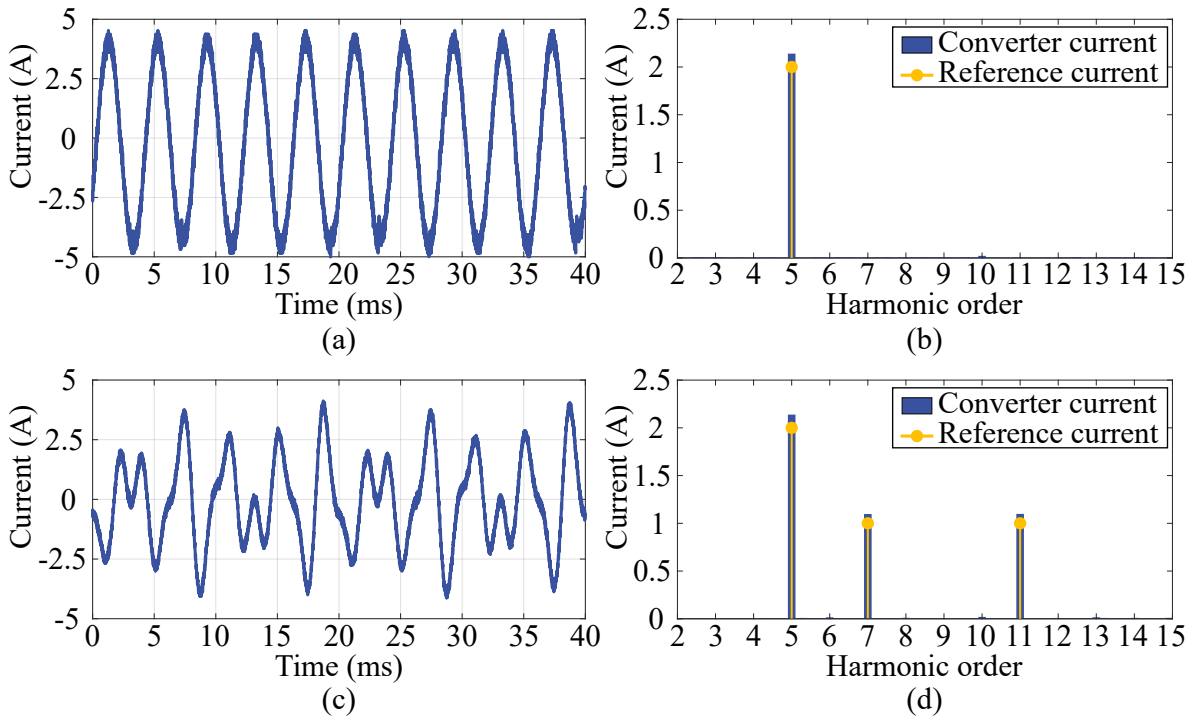 5
2.5
0
-2.5
-5
Current (A)
0 5 10 15 20 25 30 35 40
Time (ms)
(a)
2.5
2
1.5
1
0.5
0
Current (A)
Converter current
Reference current
2 3 4 5 6 7 8 9 10 11 12 13 14 15
Harmonic order
(b)
5
2.5
0
-2.5
-5
Current (A)
0 5 10 15 20 25 30 35 40
Time (ms)
(c)
2.5
2
1.5
1
0.5
0
Current (A)
Converter current
Reference current
2 3 4 5 6 7 8 9 10 11 12 13 14 15
Harmonic order
(d)